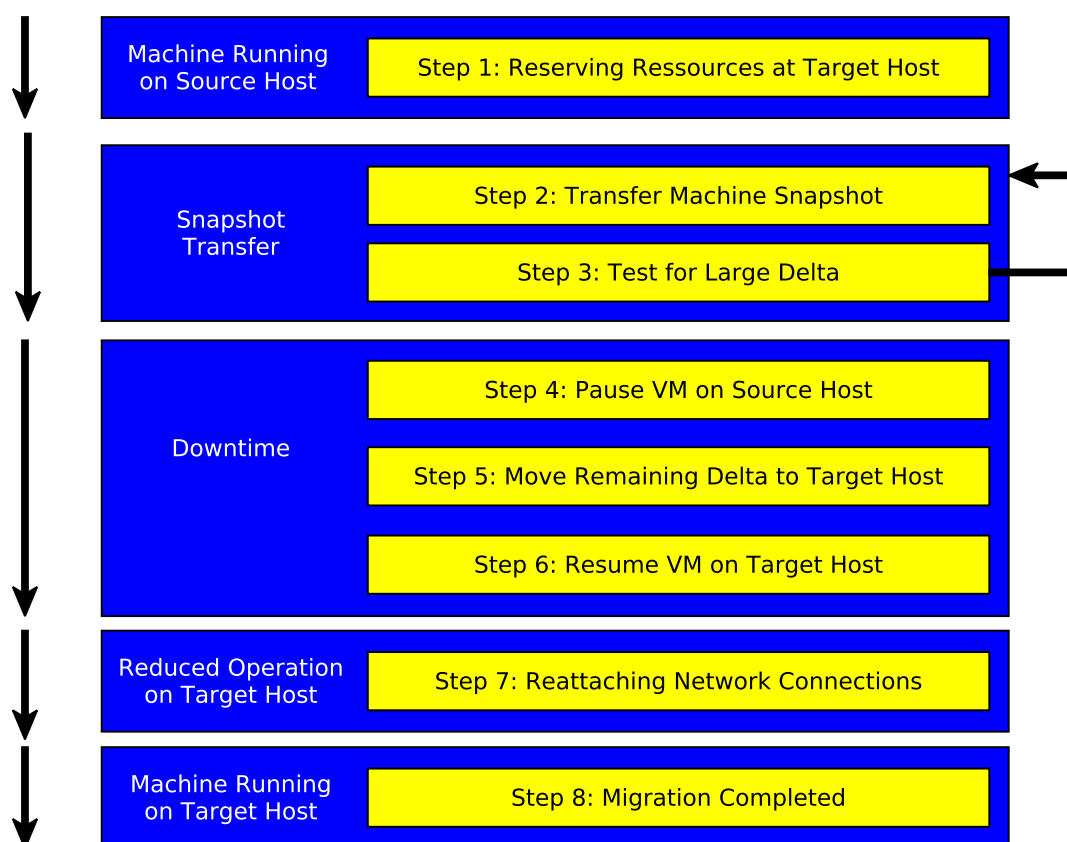 Machine Running
on Source Host
Step 1: Reserving Ressources at Target Host
Snapshot
Transfer
Step 2: Transfer Machine Snapshot
Step 3: Test for Large Delta
Downtime
Step 4: Pause VM on Source Host
Step 5: Move Remaining Delta to Target Host
Step 6: Resume VM on Target Host
Reduced Operation
on Target Host
Step 7: Reattaching Network Connections
Machine Running
on Target Host
Step 8: Migration Completed